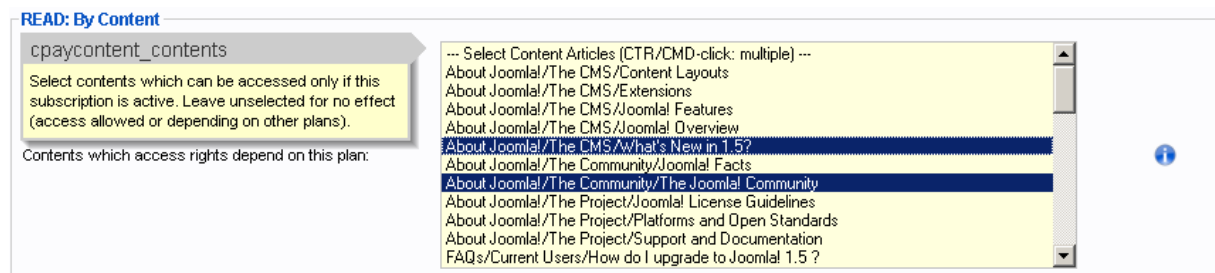 READ: By Content
cpaycontent_contents
Select contents which can be accessed only if this
subscription is active. Leave unselected for no effect
(access allowed or depending on other plans).
Contents which access rights depend on this plan:
--- Select Content Articles (CTR/CMD-click: multiple) ---
About Joomla!/The CMS/Content Layouts
About Joomla!/The CMS/Extensions
About Joomla!/The CMS/Joomla! Features
About Joomla!/The CMS/Joomla! Overview
About Joomla!/The CMS/What's New in 1.5?
About Joomla!/The Community/Joomla! Facts
About Joomla!/The Community/The Joomla! Community
About Joomla!/The Project/Joomla! License Guidelines
About Joomla!/The Project/Platforms and Open Standards
About Joomla!/The Project/Support and Documentation
FAQs/Current Users/How do I upgrade to Joomla! 1.5 ?